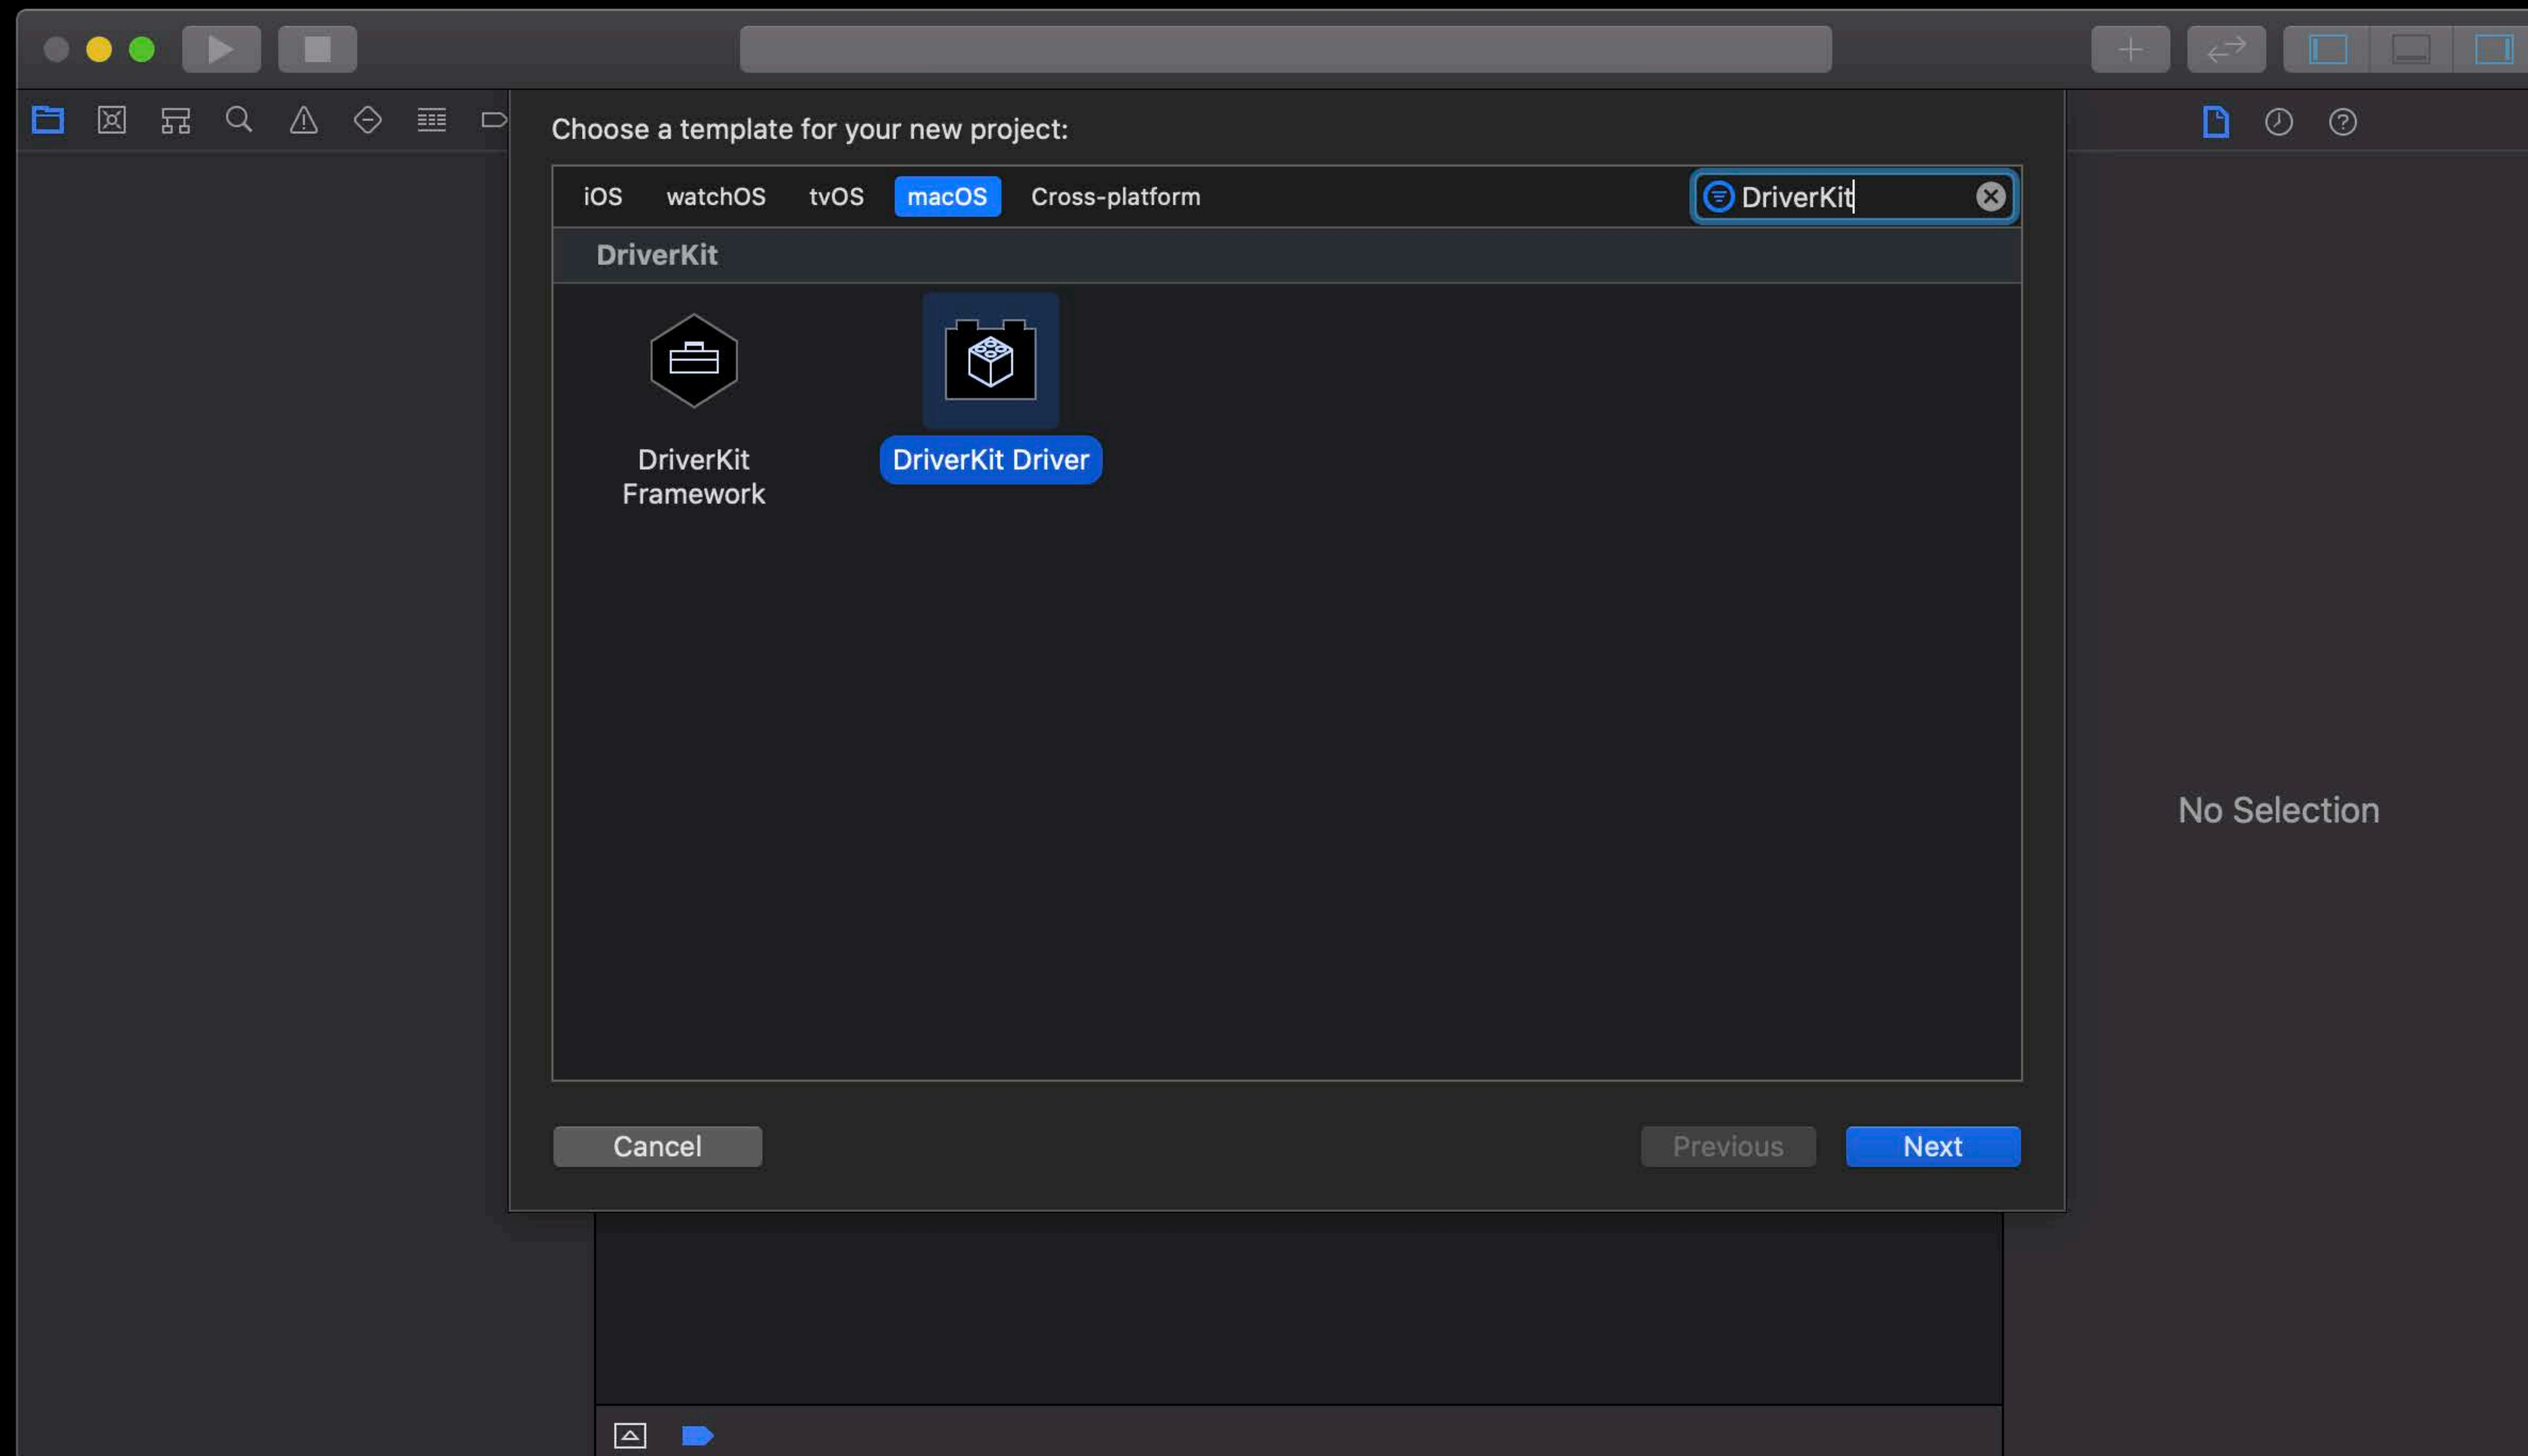 Choose a template for your new project:
iOS watchOS tvOS macOS Cross-platform DriverKit
DriverKit
DriverKit
Framework
DriverKit Driver
No Selection
Cancel Previous Next